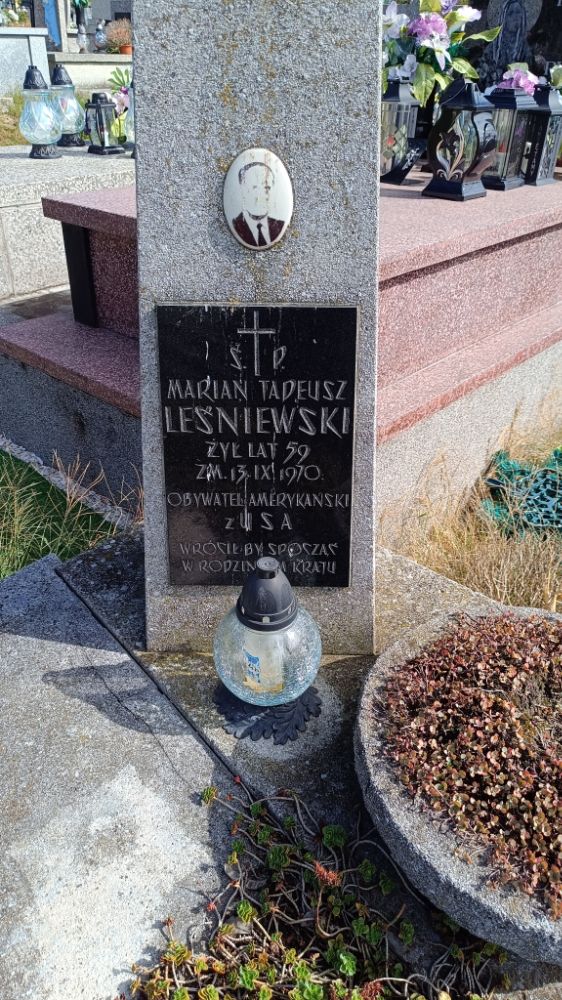 Ś P.
MARIAN TADEUSZ
LEŚNIEWSKI
ŻYŁ LAT 59
ZM. 13.IX.1970.
OBYWATEL AMERYKAŃSKI
z USA
WRÓCIŁ BY SPOCZĄĆ
W RODZINNYM KRAJU